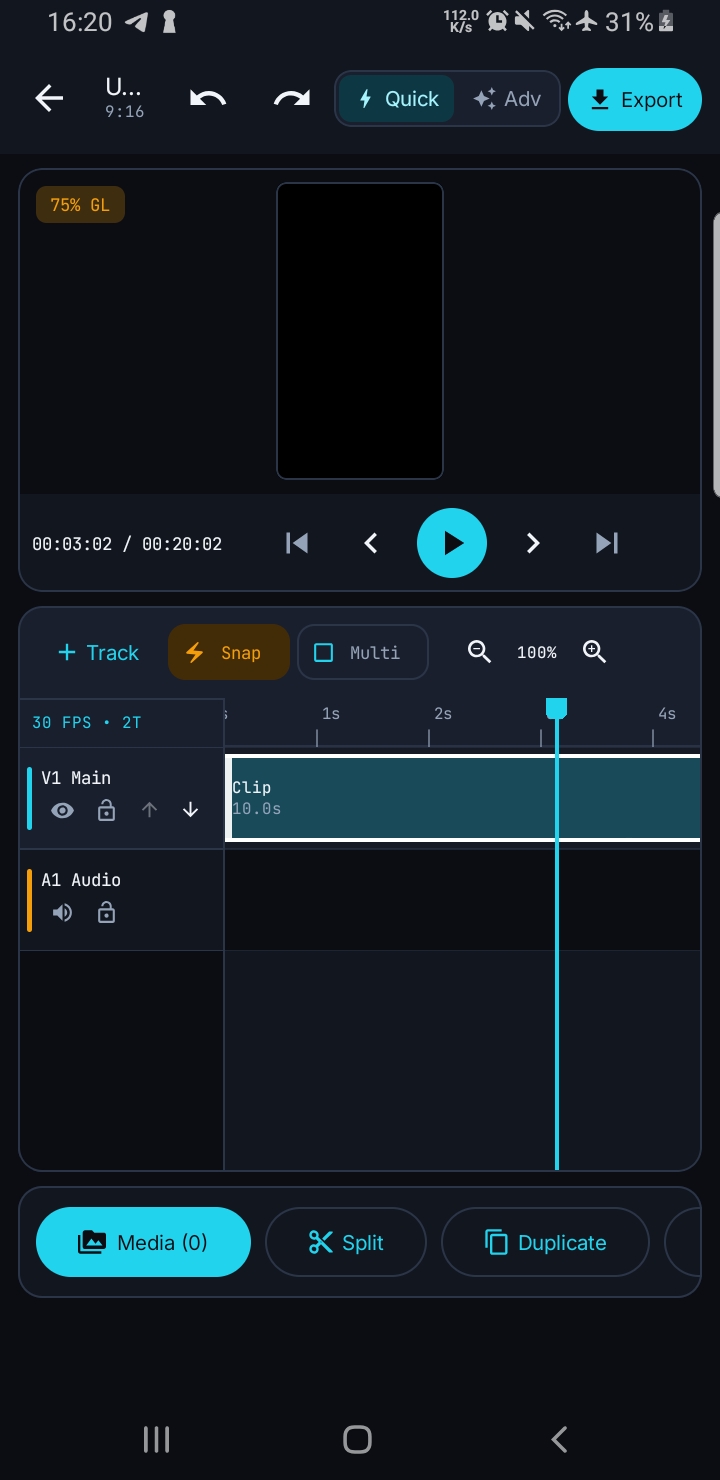 16:20
112.0 K/s
31%
U...
9:16
Quick
Adv
Export
75% GL
00:03:02 / 00:20:02
Track
Snap
Multi
100%
30 FPS • 2T
1s
2s
4s
V1 Main
Clip
10.0s
A1 Audio
Media (0)
Split
Duplicate